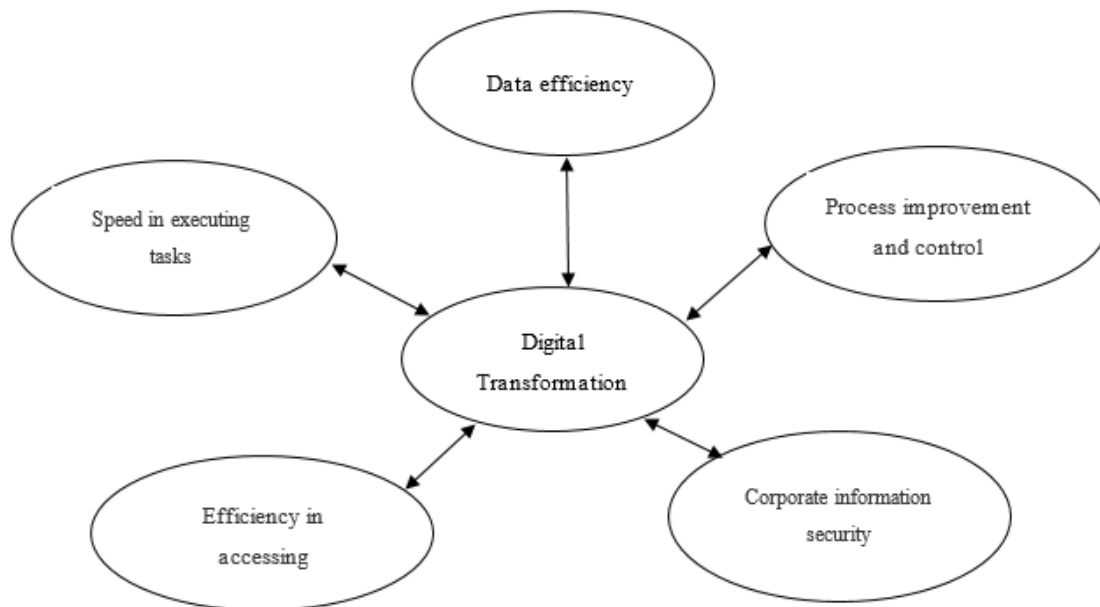 Data efficiency
Speed in executing
tasks
Process improvement
and control
Digital
Transformation
Efficiency in
accessing
Corporate information
security